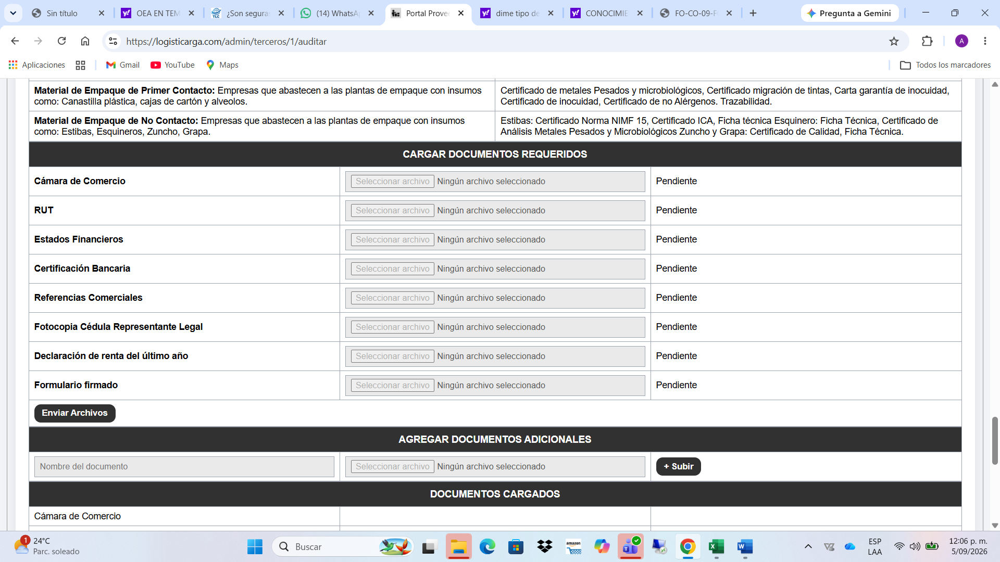 Sin título
OEA EN TEM
¿Son segura
(14) WhatsA
Portal Provee
dime tipo de
CONOCIMIE
FO-CO-09-F
Pregunta a Gemini
https://logisticarga.com/admin/terceros/1/auditar
A
Aplicaciones
Gmail
YouTube
Maps
Todos los marcadores
Material de Empaque de Primer Contacto: Empresas que abastecen a las plantas de empaque con insumos
como: Canastilla plástica, cajas de cartón y alveolos.
Certificado de metales Pesados y microbiológicos, Certificado migración de tintas, Carta garantía de inocuidad,
Certificado de inocuidad, Certificado de no Alérgenos. Trazabilidad.
Material de Empaque de No Contacto: Empresas que abastecen a las plantas de empaque con insumos
como: Estibas, Esquineros, Zuncho, Grapa.
Estibas: Certificado Norma NIMF 15, Certificado ICA, Ficha técnica Esquinero: Ficha Técnica, Certificado de
Análisis Metales Pesados y Microbiológicos Zuncho y Grapa: Certificado de Calidad, Ficha Técnica.
CARGAR DOCUMENTOS REQUERIDOS
Cámara de Comercio
Seleccionar archivo Ningún archivo seleccionado
Pendiente
RUT
Seleccionar archivo Ningún archivo seleccionado
Pendiente
Estados Financieros
Seleccionar archivo Ningún archivo seleccionado
Pendiente
Certificación Bancaria
Seleccionar archivo Ningún archivo seleccionado
Pendiente
Referencias Comerciales
Seleccionar archivo Ningún archivo seleccionado
Pendiente
Fotocopia Cédula Representante Legal
Seleccionar archivo Ningún archivo seleccionado
Pendiente
Declaración de renta del último año
Seleccionar archivo Ningún archivo seleccionado
Pendiente
Formulario firmado
Seleccionar archivo Ningún archivo seleccionado
Pendiente
Enviar Archivos
AGREGAR DOCUMENTOS ADICIONALES
Nombre del documento
Seleccionar archivo Ningún archivo seleccionado
+ Subir
DOCUMENTOS CARGADOS
Cámara de Comercio
1
24°C
Parc. soleado
Buscar
amazon
ESP
LAA
12:06 p. m.
5/09/2026